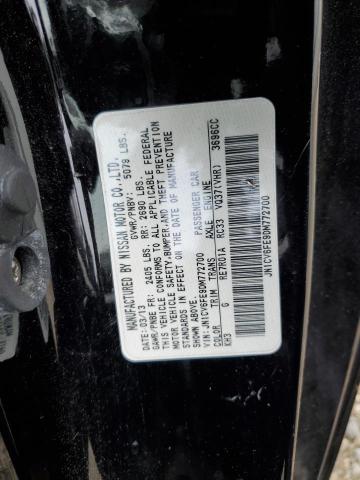 MANUFACTURED BY NISSAN MOTOR CO.,LTD.
GVWR/PNBV: 5079 LBS.
DATE: 03/13
GAWR/PNBE FR: 2405 LBS. RR: 2690 LBS.
THIS VEHICLE CONFORMS TO ALL APPLICABLE FEDERAL
MOTOR VEHICLE SAFETY,BUMPER,AND THEFT PREVENTION
STANDARDS IN EFFECT ON THE DATE OF MANUFACTURE
SHOWN ABOVE. PASSENGER CAR
VIN: JN1CV6FE9DM772700
COLOR TRIM TRANS AXLE ENGINE
KH3 G RE7R01A RC33 VQ37(VHR) 3696CC
JN1CV6FE9DM772700